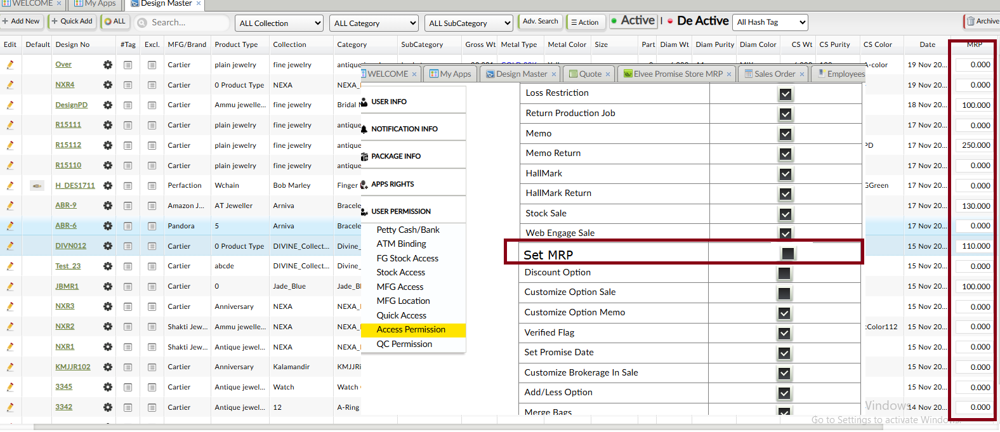 WELCOME × My Apps Design Master ×
+ Add New + Quick Add ALL Search... ALL Collection ALL Category ALL SubCategory Adv. Search ☰ Action Active | De Active All Hash Tag Archive
Edit Default Design No #Tag Excl. MFG/Brand Product Type Collection Category SubCategory Gross Wt Metal Type Metal Color Size Part Diam Wt Diam Purity Diam Color CS Wt CS Purity CS Color Date MRP
Over Cartier plain jewelry fine jewelry antique A-color 19 Nov 20... 0.000
NXR4 Cartier 0 Product Type NEXA NEXA_ 19 Nov 20... 0.000
DesignPD Cartier Ammu jewelle... fine jewelry Bridal 18 Nov 20... 100.000
R15111 Cartier plain jewelry fine jewelry antique 17 Nov 20... 0.000
R15112 Cartier plain jewelry fine jewelry antique PD 17 Nov 20... 250.000
R15110 Cartier plain jewelry fine jewelry antique 17 Nov 20... 0.000
H_DES1711 Perfaction Wchain Bob Marley Finger GGreen 17 Nov 20... 0.000
ABR-9 Amazon J... AT Jeweller Arniva Bracele 17 Nov 20... 130.000
ABR-6 Pandora 5 Arniva Bracele 17 Nov 20... 0.000
DIVN012 Cartier 0 Product Type DIVINE_Collect... Divine_ 15 Nov 20... 110.000
Test_23 Cartier abcde DIVINE_Collect... Divine_ 15 Nov 20... 0.000
JBMR1 Cartier 0 Jade_Blue Jade_Bl 15 Nov 20... 100.000
NXR3 Cartier Anniversary NEXA NEXA_ 15 Nov 20... 0.000
NXR2 Shakti Jew... Ammu jewelle... NEXA NEXA_ :Color112 15 Nov 20... 0.000
NXR1 Shakti Jew... Antique jewel... NEXA NEXA_ 15 Nov 20... 0.000
KMJJR102 Cartier Anniversary Kalamandir KMJJRi 15 Nov 20... 0.000
3345 Cartier Antique jewel... Watch Watch 15 Nov 20... 0.000
3342 Cartier Antique jewel... 12 A-Ring 14 Nov 20... 0.000
WELCOME × My Apps Design Master × Quote × Elvee Promise Store MRP × Sales Order × Employees
USER INFO
NOTIFICATION INFO
PACKAGE INFO
APPS RIGHTS
USER PERMISSION
Petty Cash/Bank
ATM Binding
FG Stock Access
Stock Access
MFG Access
MFG Location
Quick Access
Access Permission
QC Permission
Loss Restriction
Return Production Job
Memo
Memo Return
HallMark
HallMark Return
Stock Sale
Web Engage Sale
Set MRP
Discount Option
Customize Option Sale
Customize Option Memo
Verified Flag
Set Promise Date
Customize Brokerage In Sale
Add/Less Option
Merge Bags
Windows
Go to Settings to activate Windows.